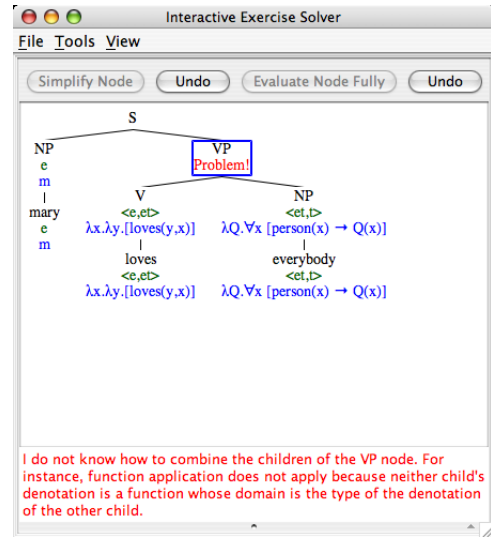 Interactive Exercise Solver
File Tools View
Simplify Node Undo Evaluate Node Fully Undo
S
NP VP
e Problem!
m
V NP
mary <e,et> <et,t>
e λx.λy.[loves(y,x)] λQ.∀x [person(x) → Q(x)]
m
loves everybody
<e,et> <et,t>
λx.λy.[loves(y,x)] λQ.∀x [person(x) → Q(x)]
I do not know how to combine the children of the VP node. For
instance, function application does not apply because neither child's
denotation is a function whose domain is the type of the denotation
of the other child.